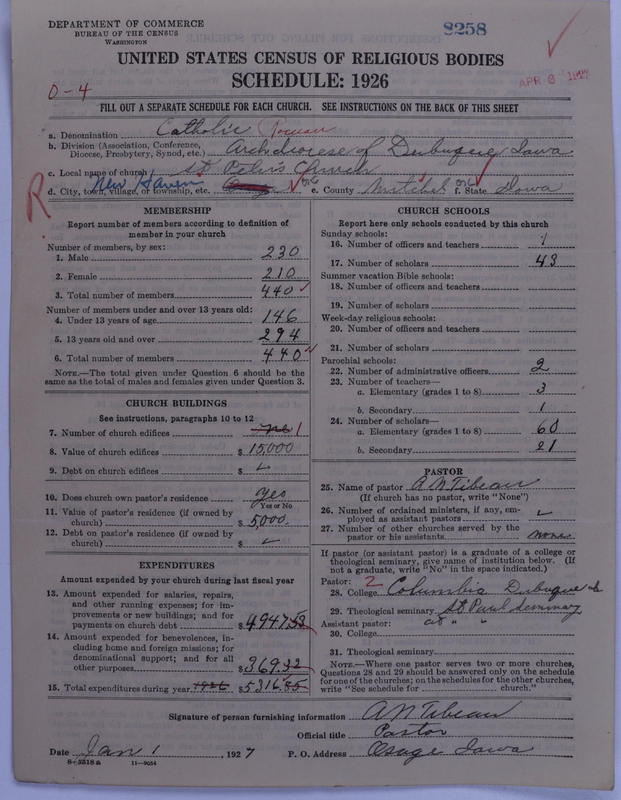 DEPARTMENT OF COMMERCE
BUREAU OF THE CENSUS
WASHINGTON
8258
UNITED STATES CENSUS OF RELIGIOUS BODIES
SCHEDULE: 1926
APR 6 1927
0-4
FILL OUT A SEPARATE SCHEDULE FOR EACH CHURCH. SEE INSTRUCTIONS ON THE BACK OF THIS SHEET
a. Denomination Catholic Roman
b. Division (Association, Conference, Diocese, Presbytery, Synod, etc.) Archdiocese of Dubuque Iowa
c. Local name of church St Peter's Church
d. City, town, village, or township, etc. New Haven e. County Mitchel f. State Iowa
R
MEMBERSHIP
Report number of members according to definition of member in your church
Number of members, by sex:
1. Male 230
2. Female 210
3. Total number of members 440
Number of members under and over 13 years old:
4. Under 13 years of age 146
5. 13 years old and over 294
6. Total number of members 440
NOTE.—The total given under Question 6 should be the same as the total of males and females given under Question 3.
CHURCH BUILDINGS
See instructions, paragraphs 10 to 12
7. Number of church edifices 1
8. Value of church edifices $ 15,000
9. Debt on church edifices $
10. Does church own pastor's residence Yes
Yes or No
11. Value of pastor's residence (if owned by church) $ 5000.
12. Debt on pastor's residence (if owned by church) $
EXPENDITURES
Amount expended by your church during last fiscal year
13. Amount expended for salaries, repairs, and other running expenses; for improvements or new buildings; and for payments on church debt $ 4947.53
14. Amount expended for benevolences, including home and foreign missions; for denominational support; and for all other purposes $ 369.32
15. Total expenditures during year 1926 $ 5316.85
CHURCH SCHOOLS
Report here only schools conducted by this church
Sunday schools:
16. Number of officers and teachers 1
17. Number of scholars 43
Summer vacation Bible schools:
18. Number of officers and teachers
19. Number of scholars
Week-day religious schools:
20. Number of officers and teachers
21. Number of scholars
Parochial schools:
22. Number of administrative officers 2
23. Number of teachers—
a. Elementary (grades 1 to 8) 3
b. Secondary 1
24. Number of scholars—
a. Elementary (grades 1 to 8) 60
b. Secondary 21
PASTOR
25. Name of pastor A N Tibeau
(If church has no pastor, write "None")
26. Number of ordained ministers, if any, employed as assistant pastors
27. Number of other churches served by the pastor or his assistants none
If pastor (or assistant pastor) is a graduate of a college or theological seminary, give name of institution below. (If not a graduate, write "No" in the space indicated.)
Pastor: 2
28. College Columbia Dubuque
29. Theological seminary St Paul Seminary
Assistant pastor:
30. College
31. Theological seminary
NOTE.—Where one pastor serves two or more churches, Questions 28 and 29 should be answered only on the schedule for one of the churches; on the schedules for the other churches, write "See schedule for church."
Signature of person furnishing information A N Tibeau
Official title Pastor
Date Jan 1, 1927 P. O. Address Osage Iowa
8-5518a 11-9054